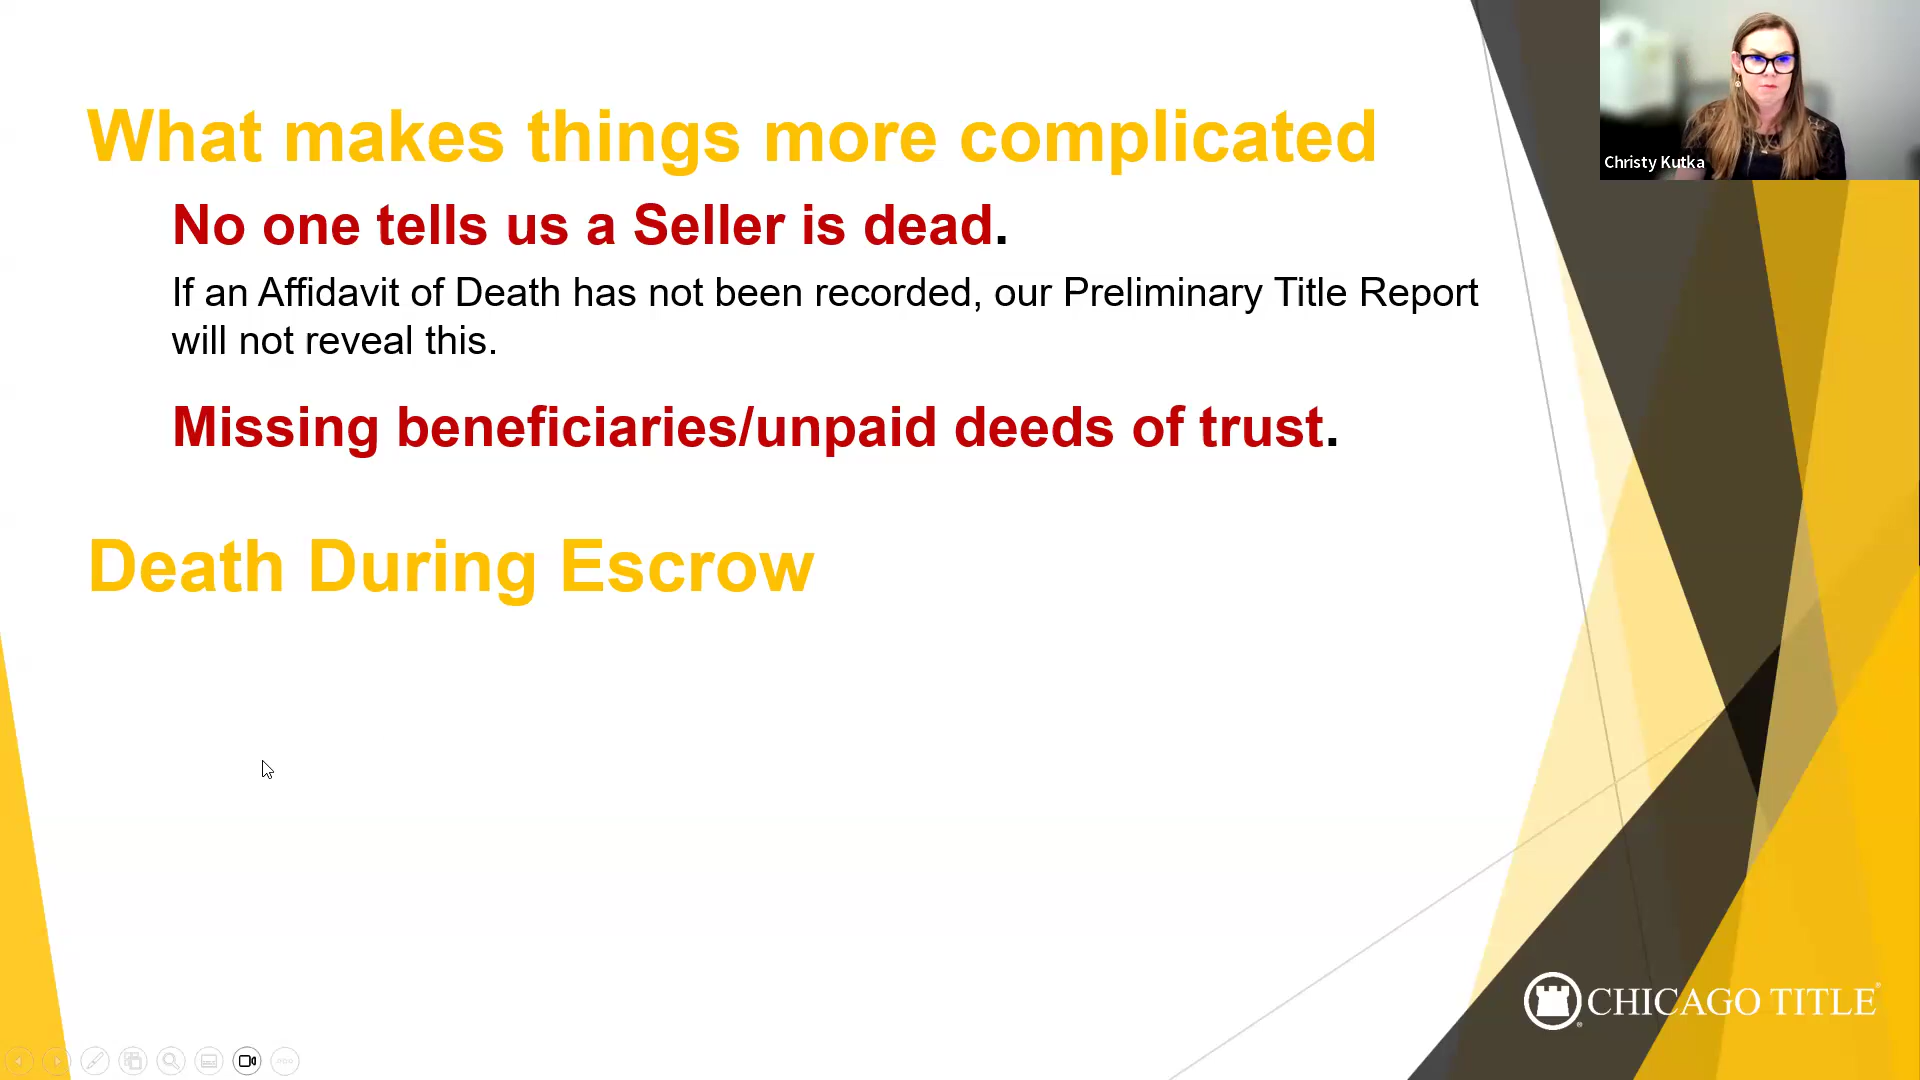 What makes things more complicated
No one tells us a Seller is dead.
If an Affidavit of Death has not been recorded, our Preliminary Title Report
will not reveal this.
Missing beneficiaries/unpaid deeds of trust.
Death During Escrow
Christy Kutka
CHICAGO TITLE®